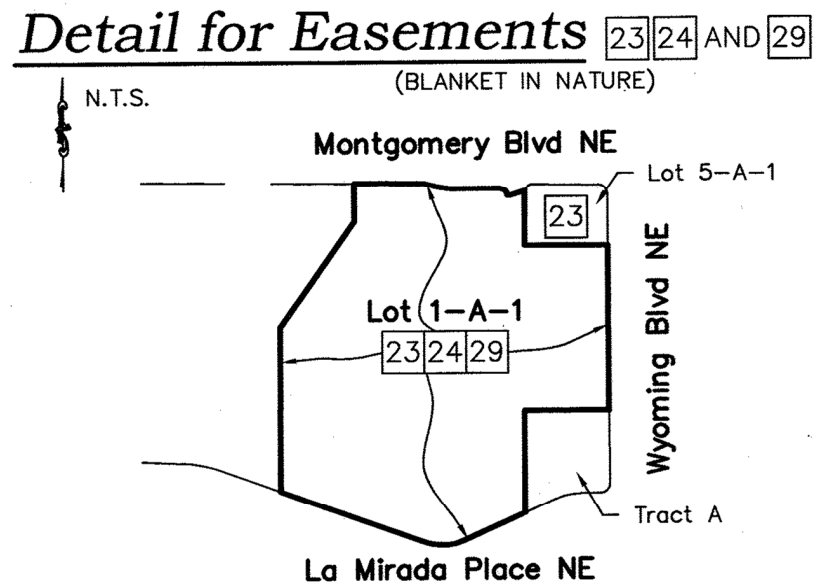 Detail for Easements 23 24 AND 29
(BLANKET IN NATURE)
N.T.S.
Montgomery Blvd NE
Lot 5-A-1
23
Wyoming Blvd NE
Lot 1-A-1
23 24 29
Tract A
La Mirada Place NE